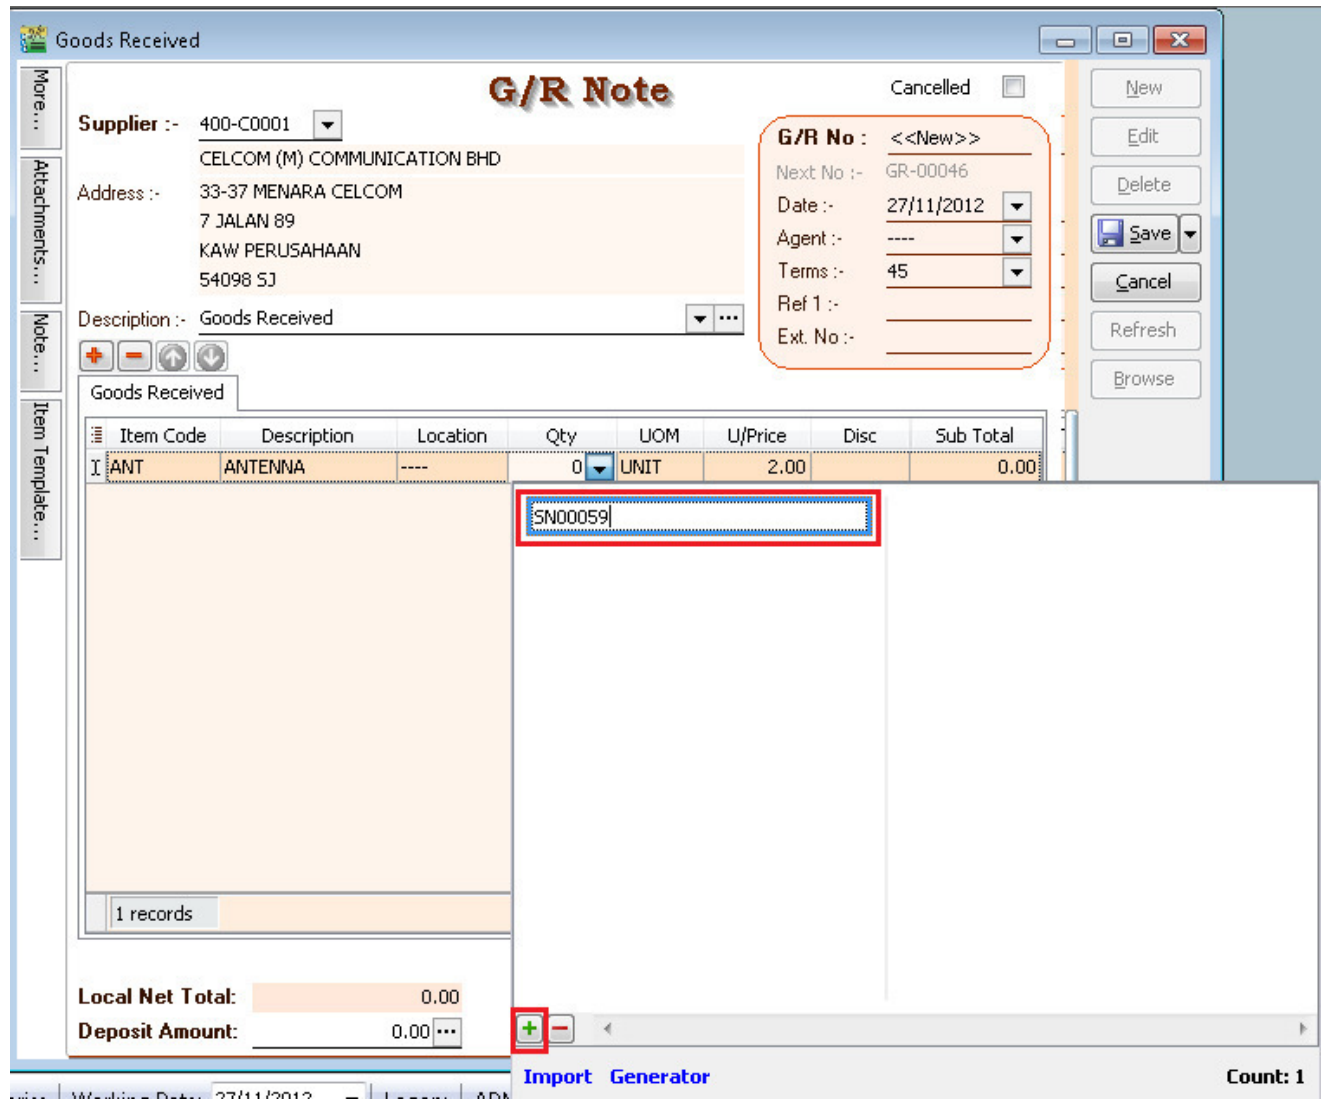 Goods Received
More...
Attachments...
Note...
Item Template...
G/R Note
Cancelled
Supplier :- 400-C0001
CELCOM (M) COMMUNICATION BHD
Address :- 33-37 MENARA CELCOM
7 JALAN 89
KAW PERUSAHAAN
54098 SJ
Description :- Goods Received
G/R No : <<New>>
Next No :- GR-00046
Date :- 27/11/2012
Agent :- ----
Terms :- 45
Ref 1 :-
Ext. No :-
New
Edit
Delete
Save
Cancel
Refresh
Browse
Goods Received
Item Code Description Location Qty UOM U/Price Disc Sub Total
ANT ANTENNA ---- 0 UNIT 2.00 0.00
SN00059
1 records
Local Net Total: 0.00
Deposit Amount: 0.00
Import Generator Count: 1
Working Date: 27/11/2012